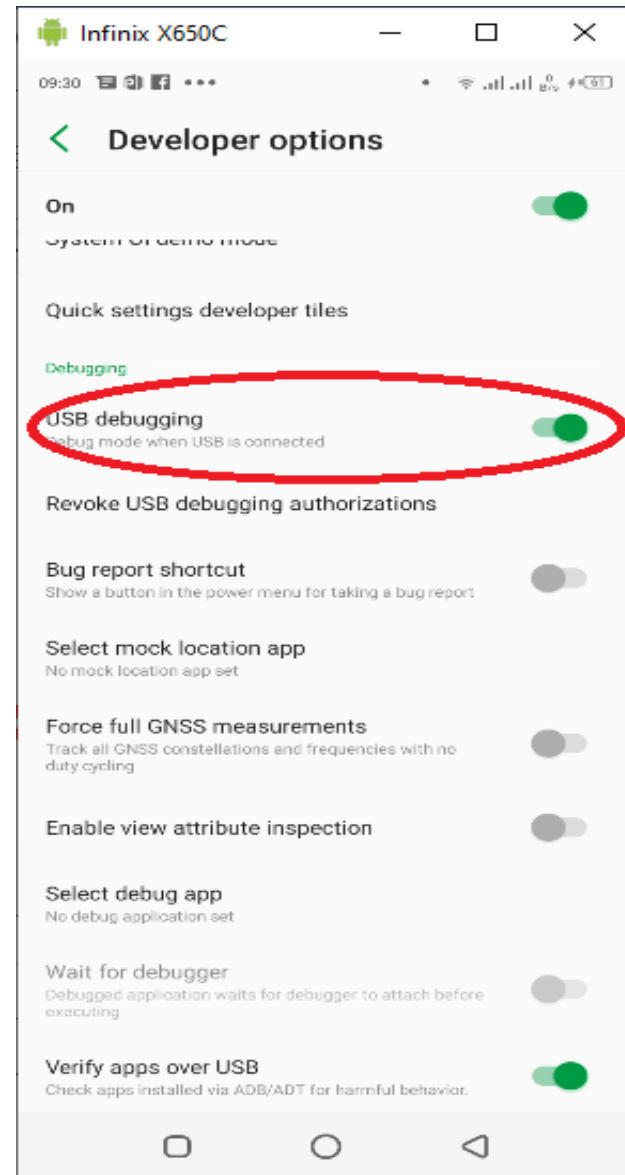 Infinix X650C
09:30
Developer options
On
System UI demo mode
Quick settings developer tiles
Debugging
USB debugging
Debug mode when USB is connected
Revoke USB debugging authorizations
Bug report shortcut
Show a button in the power menu for taking a bug report
Select mock location app
No mock location app set
Force full GNSS measurements
Track all GNSS constellations and frequencies with no
duty cycling
Enable view attribute inspection
Select debug app
No debug application set
Wait for debugger
Debugged application waits for debugger to attach before
executing
Verify apps over USB
Check apps installed via ADB/ADT for harmful behavior.